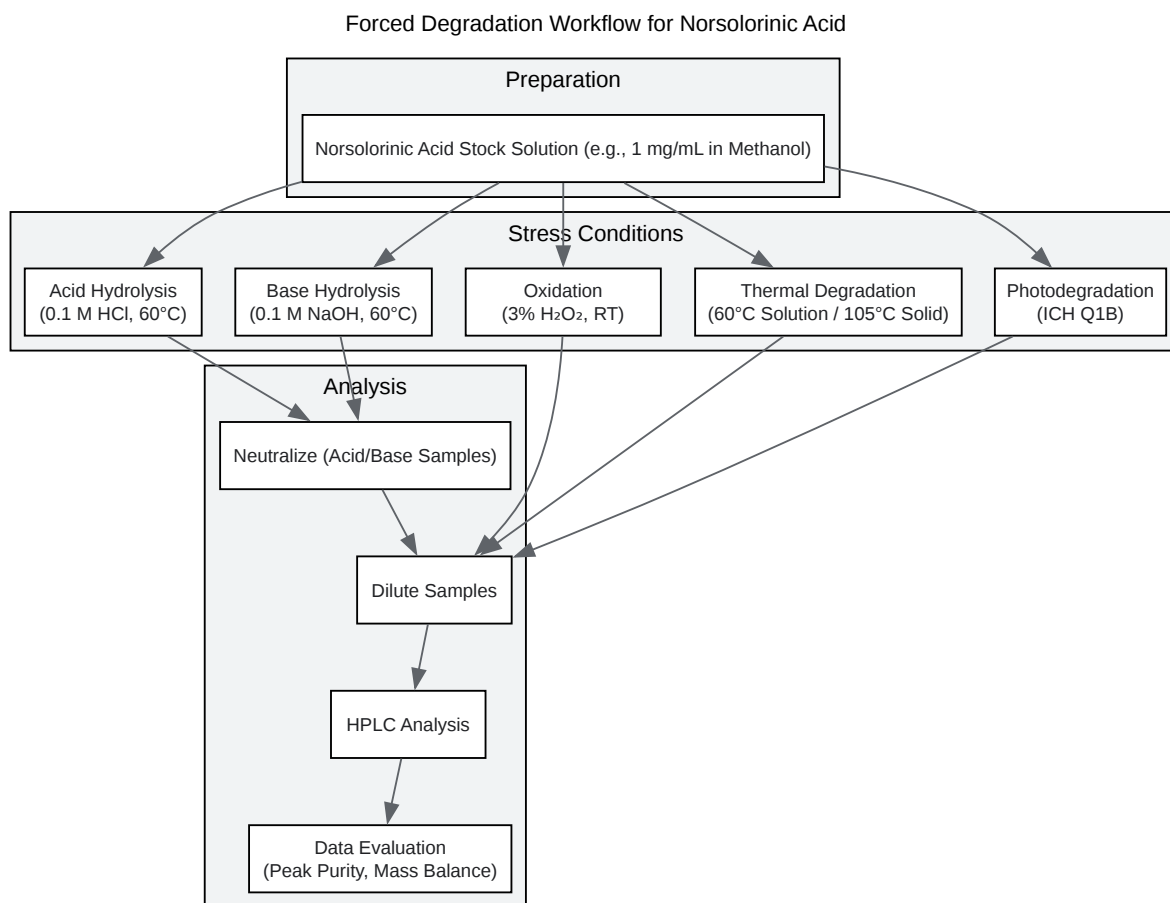 Forced Degradation Workflow for Norsolorinic Acid
Preparation
Norsolorinic Acid Stock Solution (e.g., 1 mg/mL in Methanol)
Stress Conditions
Acid Hydrolysis
(0.1 M HCl, 60°C)
Base Hydrolysis
(0.1 M NaOH, 60°C)
Oxidation
(3% H₂O₂, RT)
Thermal Degradation
(60°C Solution / 105°C Solid)
Photodegradation
(ICH Q1B)
Analysis
Neutralize (Acid/Base Samples)
Dilute Samples
HPLC Analysis
Data Evaluation
(Peak Purity, Mass Balance)